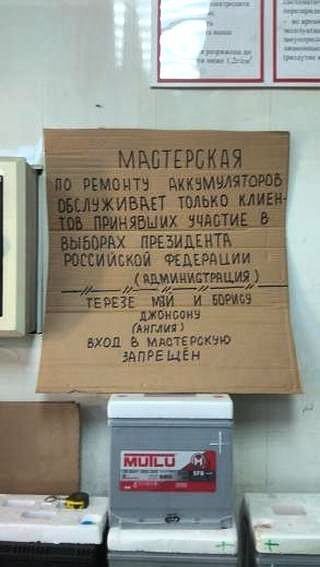 МАСТЕРСКАЯ
ПО РЕМОНТУ АККУМУЛЯТОРОВ
ОБСЛУЖИВАЕТ ТОЛЬКО КЛИЕН-
ТОВ ПРИНЯВШИХ УЧАСТИЕ В
ВЫБОРАХ ПРЕЗИДЕНТА
РОССИЙСКОЙ ФЕДЕРАЦИИ
(АДМИНИСТРАЦИЯ)
ТЕРЕЗЕ МЭЙ И БОРИСУ
ДЖОНСОНУ
(АНГЛИЯ)
ВХОД В МАСТЕРСКУЮ
ЗАПРЕЩЁН
MUTLU
M
SFB